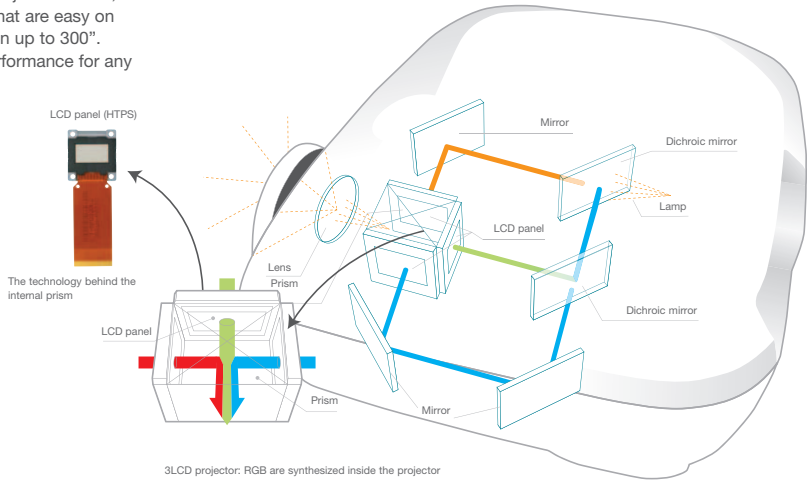 hat are easy on
n up to 300”.
rformance for any
LCD panel (HTPS)
Mirror
Dichroic mirror
Lamp
LCD panel
Lens
Prism
The technology behind the
internal prism
Dichroic mirror
LCD panel
Prism
Mirror
3LCD projector: RGB are synthesized inside the projector